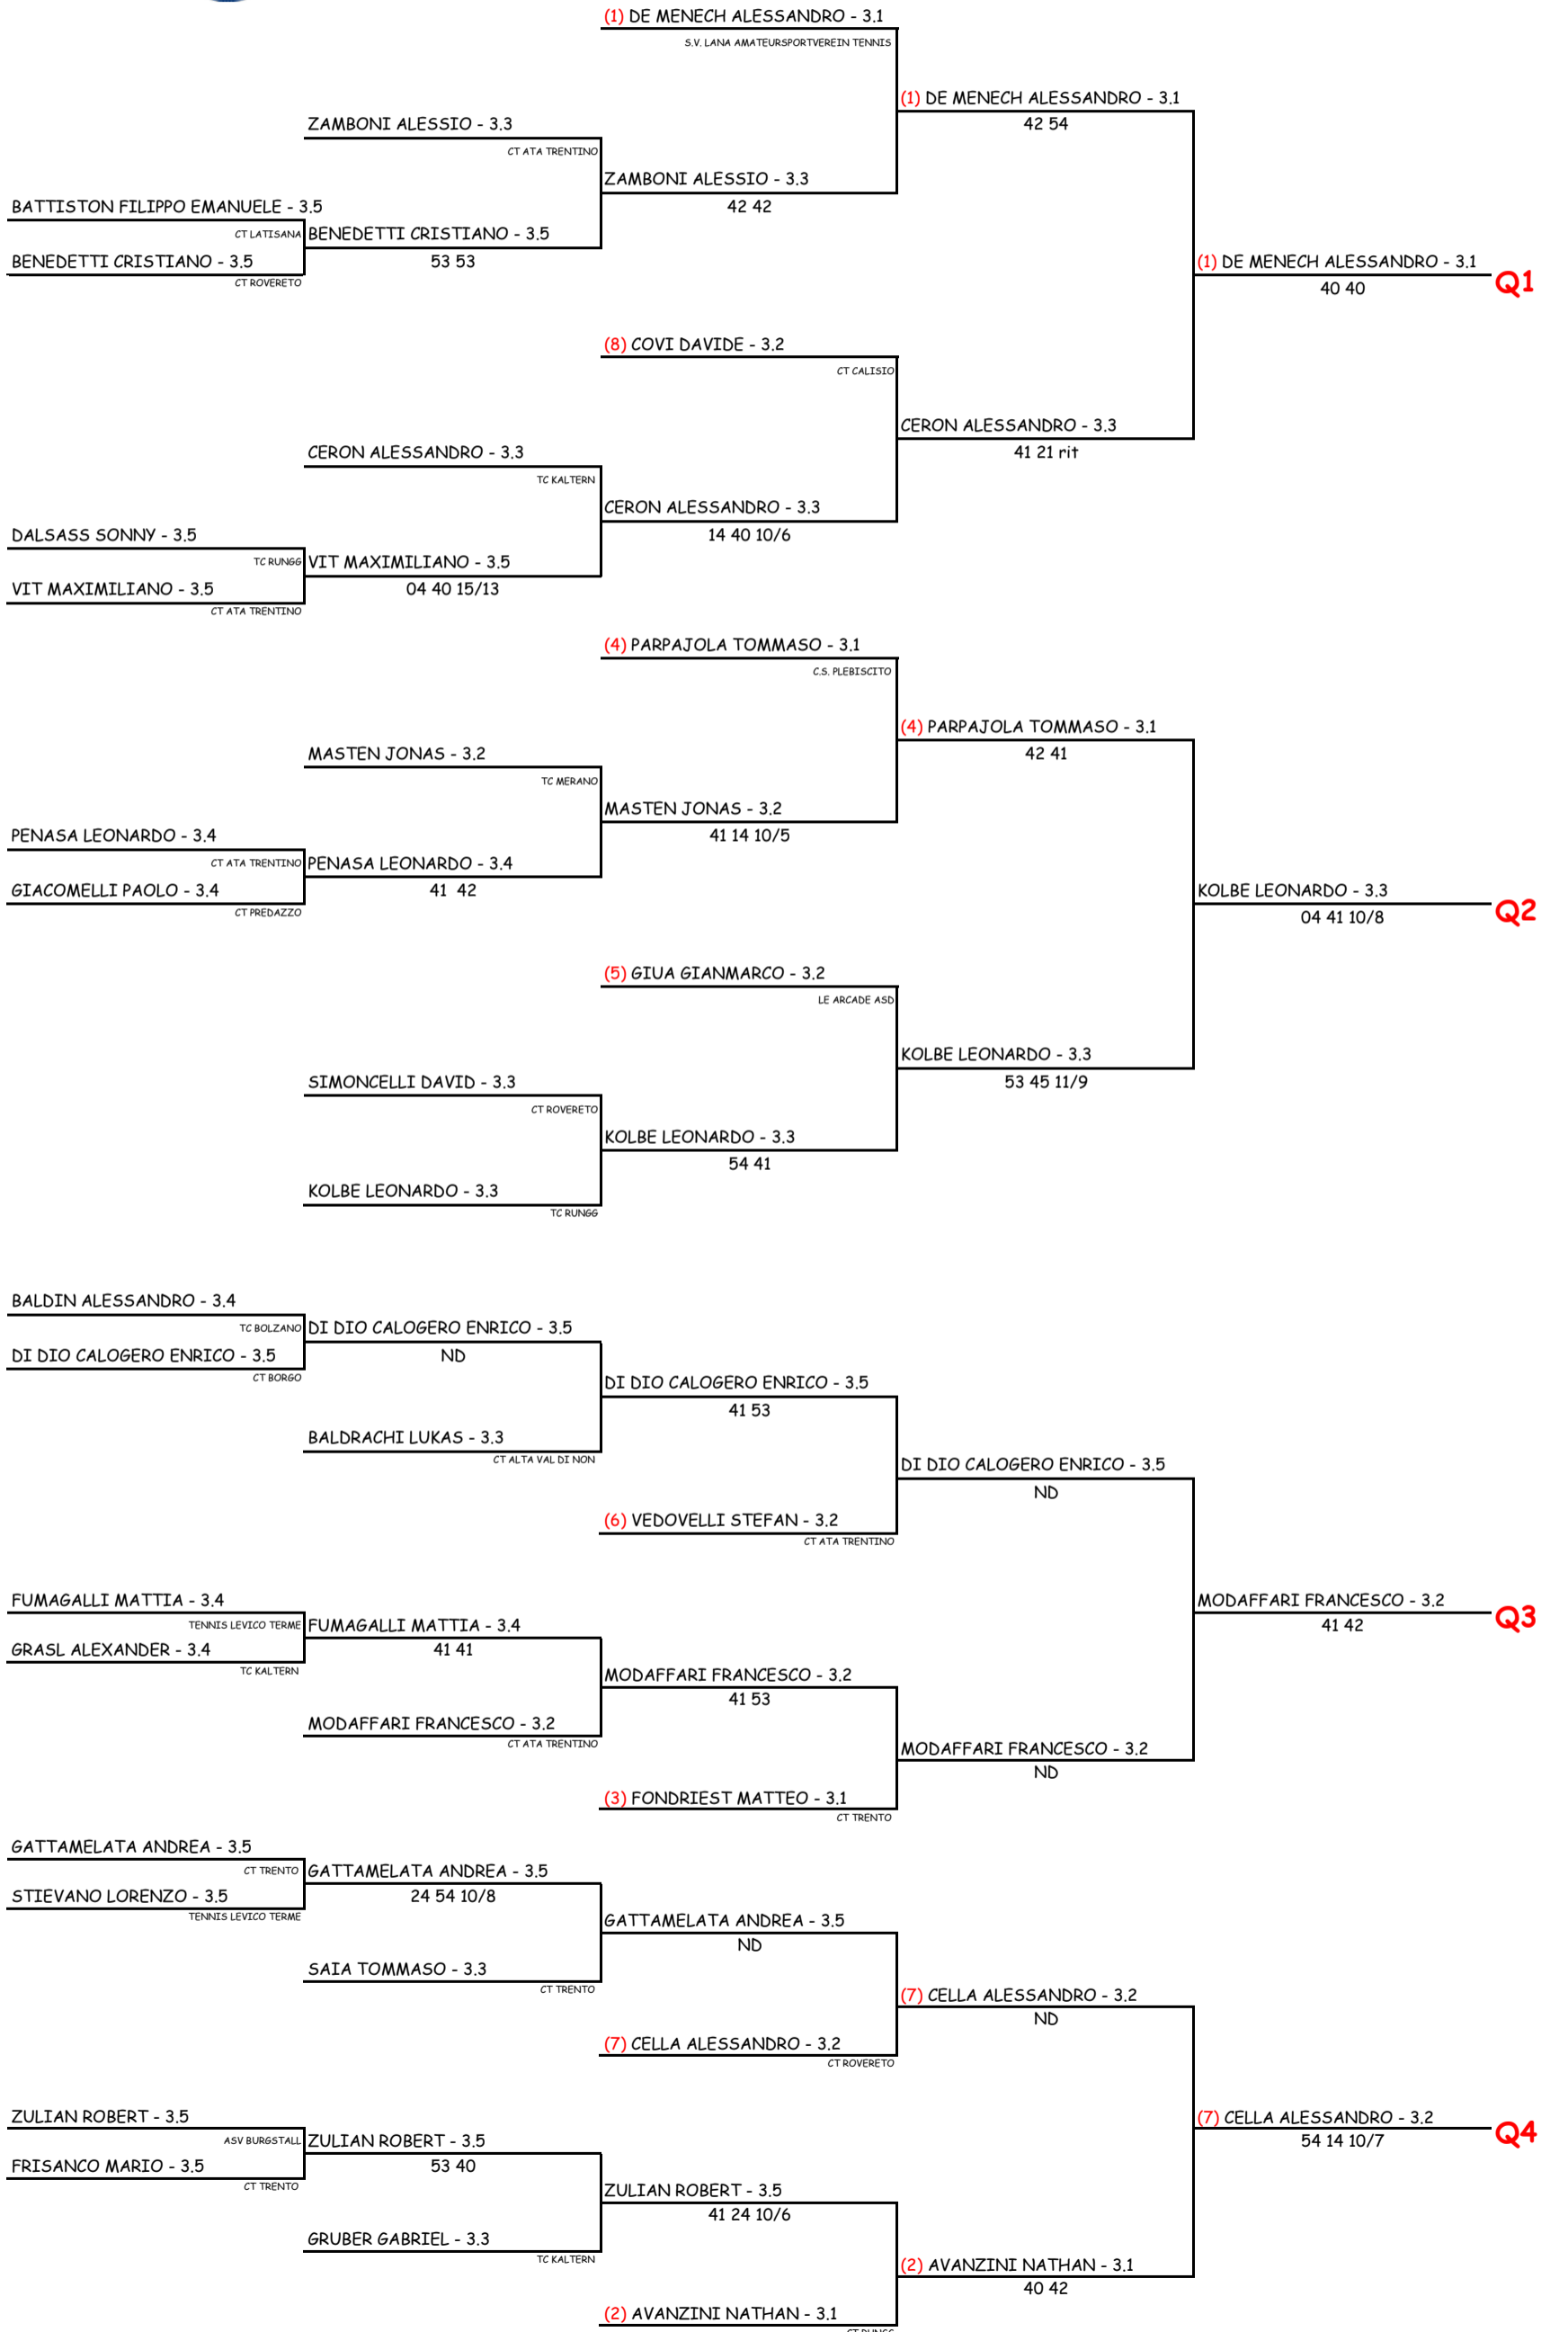 (1) DE MENECH ALESSANDRO - 3.1
S.V. LANA AMATEURSPORTVEREIN TENNIS
(1) DE MENECH ALESSANDRO - 3.1
42 54
ZAMBONI ALESSIO - 3.3
CT ATA TRENTINO
ZAMBONI ALESSIO - 3.3
42 42
BATTISTON FILIPPO EMANUELE - 3.5
CT LATISANA
BENEDETTI CRISTIANO - 3.5
53 53
BENEDETTI CRISTIANO - 3.5
CT ROVERETO
(1) DE MENECH ALESSANDRO - 3.1
40 40
Q1
(8) COVI DAVIDE - 3.2
CT CALISIO
CERON ALESSANDRO - 3.3
41 21 rit
CERON ALESSANDRO - 3.3
TC KALTERN
CERON ALESSANDRO - 3.3
14 40 10/6
DALSASS SONNY - 3.5
TC RUNGG
VIT MAXIMILIANO - 3.5
04 40 15/13
VIT MAXIMILIANO - 3.5
CT ATA TRENTINO
(4) PARPAJOLA TOMMASO - 3.1
C.S. PLEBISCITO
(4) PARPAJOLA TOMMASO - 3.1
42 41
MASTEN JONAS - 3.2
TC MERANO
MASTEN JONAS - 3.2
41 14 10/5
PENASA LEONARDO - 3.4
CT ATA TRENTINO
PENASA LEONARDO - 3.4
41 42
GIACOMELLI PAOLO - 3.4
CT PREDAZZO
KOLBE LEONARDO - 3.3
04 41 10/8
Q2
(5) GIUA GIANMARCO - 3.2
LE ARCADE ASD
KOLBE LEONARDO - 3.3
53 45 11/9
SIMONCELLI DAVID - 3.3
CT ROVERETO
KOLBE LEONARDO - 3.3
54 41
KOLBE LEONARDO - 3.3
TC RUNGG
BALDIN ALESSANDRO - 3.4
TC BOLZANO
DI DIO CALOGERO ENRICO - 3.5
ND
DI DIO CALOGERO ENRICO - 3.5
CT BORGO
DI DIO CALOGERO ENRICO - 3.5
41 53
BALDRACHI LUKAS - 3.3
CT ALTA VAL DI NON
DI DIO CALOGERO ENRICO - 3.5
ND
(6) VEDOVELLI STEFAN - 3.2
CT ATA TRENTINO
FUMAGALLI MATTIA - 3.4
TENNIS LEVICO TERME
FUMAGALLI MATTIA - 3.4
41 41
GRASL ALEXANDER - 3.4
TC KALTERN
MODAFFARI FRANCESCO - 3.2
41 42
Q3
MODAFFARI FRANCESCO - 3.2
41 53
MODAFFARI FRANCESCO - 3.2
CT ATA TRENTINO
MODAFFARI FRANCESCO - 3.2
ND
(3) FONDRIEST MATTEO - 3.1
CT TRENTO
GATTAMELATA ANDREA - 3.5
CT TRENTO
GATTAMELATA ANDREA - 3.5
24 54 10/8
STIEVANO LORENZO - 3.5
TENNIS LEVICO TERME
GATTAMELATA ANDREA - 3.5
ND
SAIA TOMMASO - 3.3
CT TRENTO
(7) CELLA ALESSANDRO - 3.2
ND
(7) CELLA ALESSANDRO - 3.2
CT ROVERETO
ZULIAN ROBERT - 3.5
ASV BURGSTALL
ZULIAN ROBERT - 3.5
53 40
FRISANCO MARIO - 3.5
CT TRENTO
(7) CELLA ALESSANDRO - 3.2
54 14 10/7
Q4
ZULIAN ROBERT - 3.5
41 24 10/6
GRUBER GABRIEL - 3.3
TC KALTERN
(2) AVANZINI NATHAN - 3.1
40 42
(2) AVANZINI NATHAN - 3.1